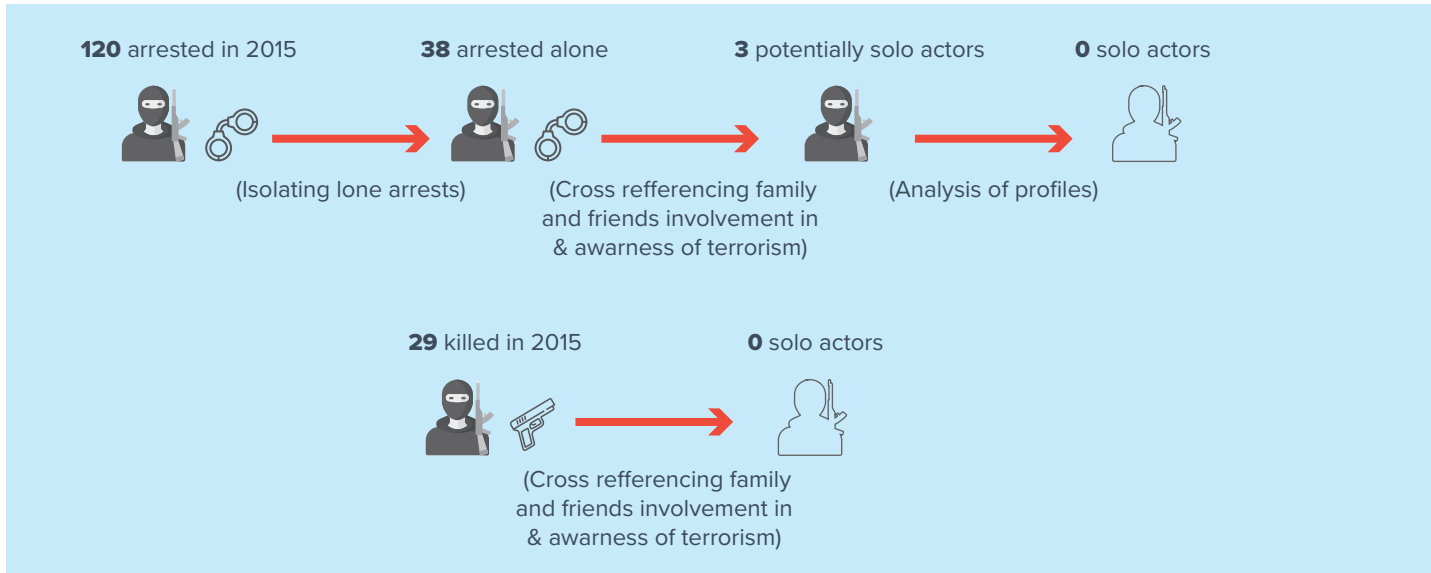 120 arrested in 2015
38 arrested alone
3 potentially solo actors
0 solo actors
(Isolating lone arrests)
(Cross refferencing family
and friends involvement in
& awarness of terrorism)
(Analysis of profiles)
29 killed in 2015
0 solo actors
(Cross refferencing family
and friends involvement in
& awarness of terrorism)